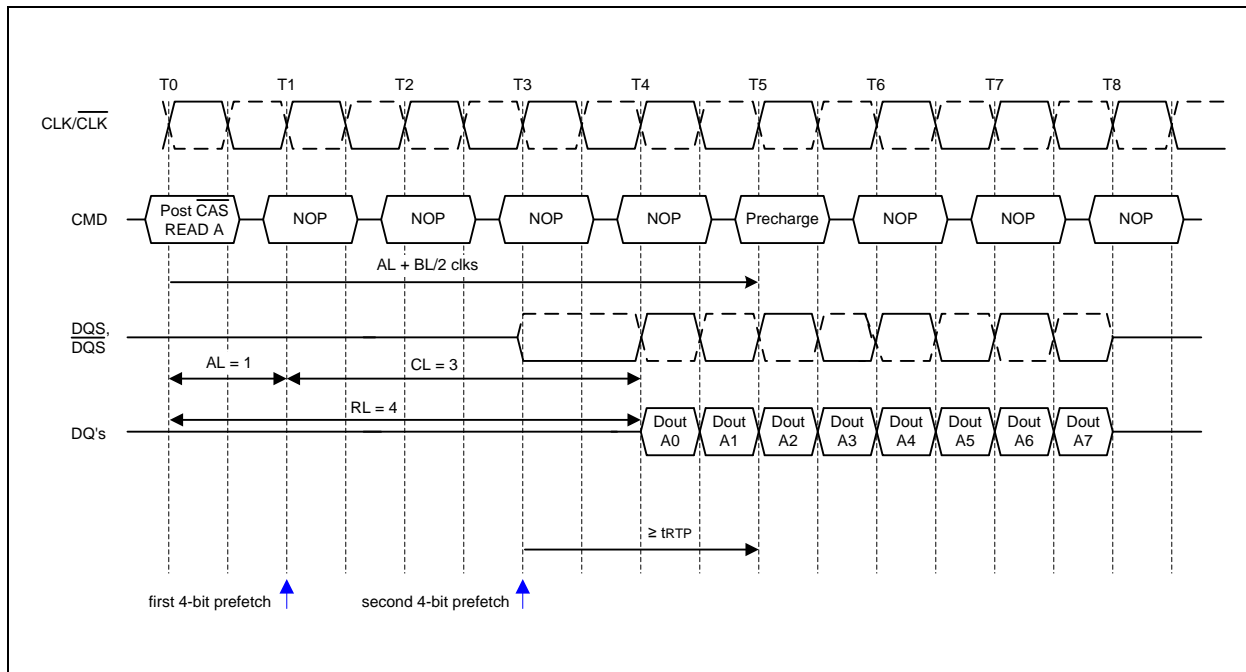 T0 T1 T2 T3 T4 T5 T6 T7 T8
CLK/CLK
CMD
Post CAS
READ A
NOP NOP NOP NOP Precharge NOP NOP NOP
AL + BL/2 clks
DQS,
DQS
AL = 1 CL = 3
RL = 4
DQ's
Dout
A0
Dout
A1
Dout
A2
Dout
A3
Dout
A4
Dout
A5
Dout
A6
Dout
A7
≥ tRTP
first 4-bit prefetch
second 4-bit prefetch